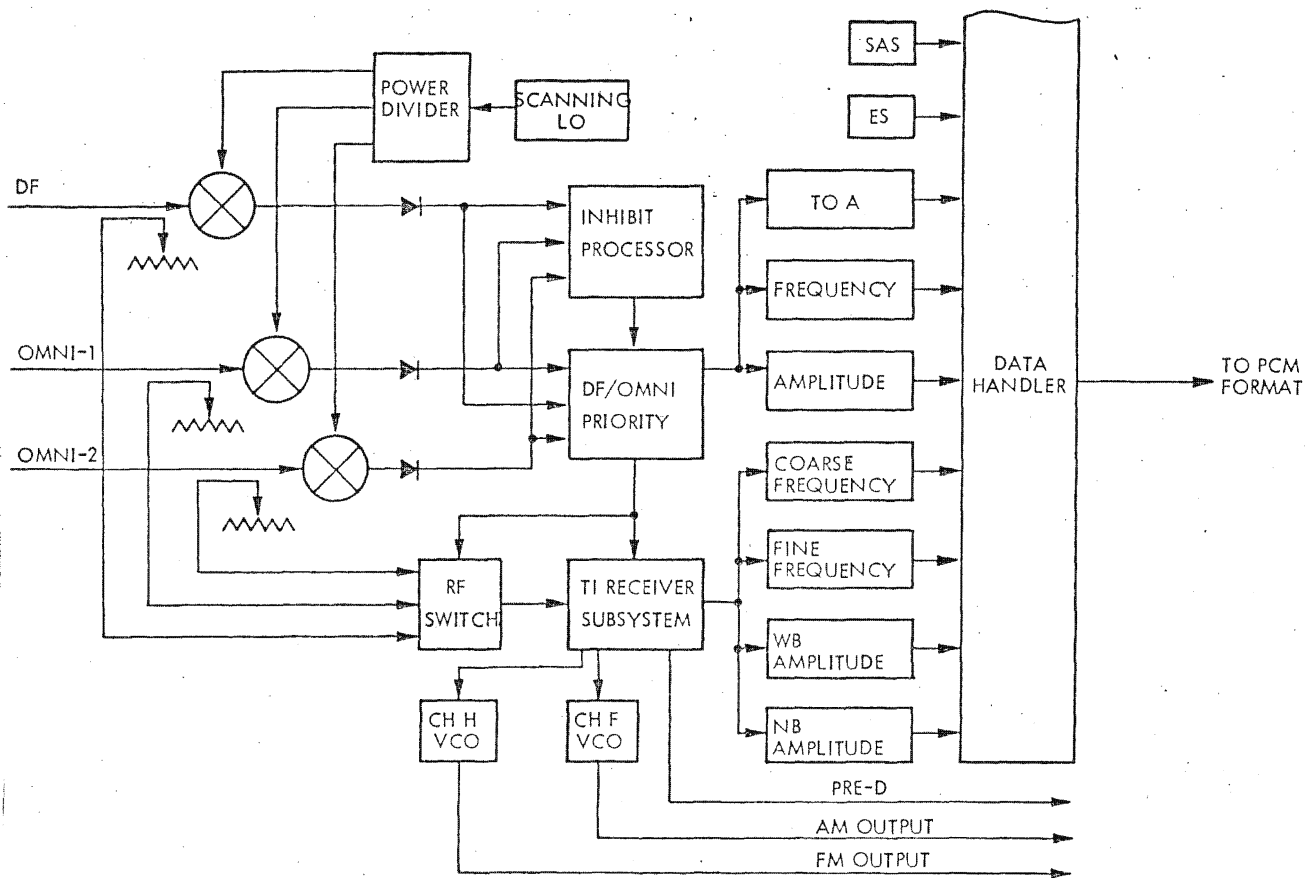 SAS
POWER
DIVIDER
SCANNING
LO
ES
DF
INHIBIT
PROCESSOR
TO A
FREQUENCY
OMNI-1
DF/OMNI
PRIORITY
AMPLITUDE
DATA
HANDLER
TO PCM
FORMAT
OMNI-2
COARSE
FREQUENCY
FINE
FREQUENCY
RF
SWITCH
TI RECEIVER
SUBSYSTEM
WB
AMPLITUDE
CH H
VCO
CH F
VCO
NB
AMPLITUDE
PRE-D
AM OUTPUT
FM OUTPUT